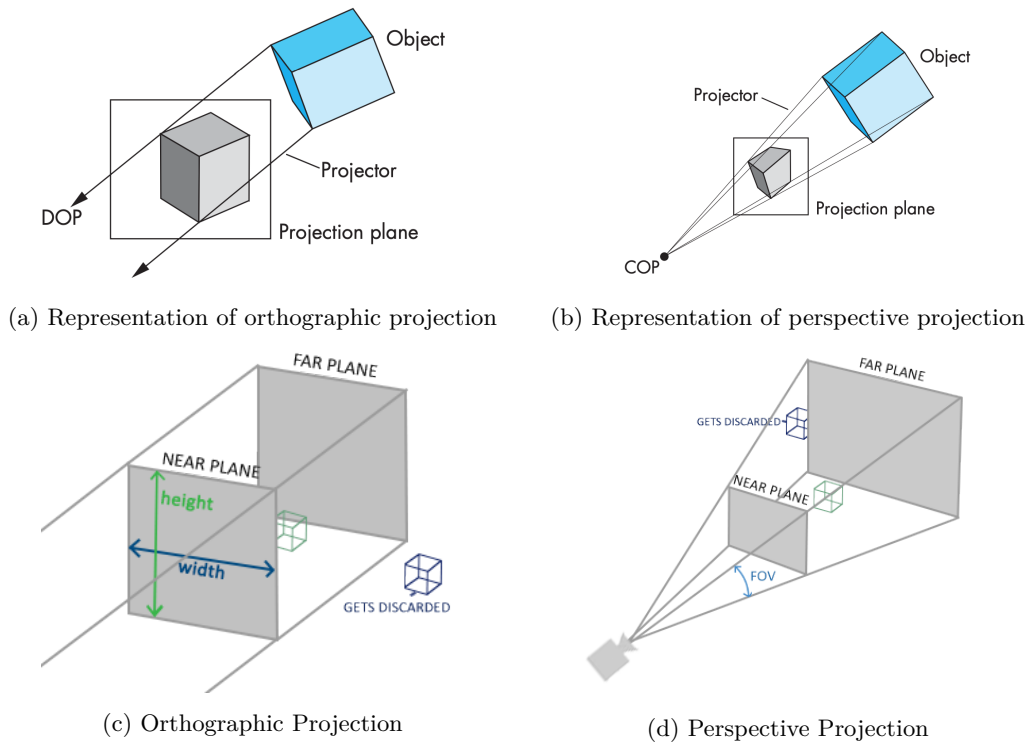 Object
Projector
DOP
Projection plane
(a) Representation of orthographic projection
Object
Projector
Projection plane
COP
(b) Representation of perspective projection
FAR PLANE
NEAR PLANE
height
width
GETS DISCARDED
(c) Orthographic Projection
FAR PLANE
GETS DISCARDED
NEAR PLANE
FOV
(d) Perspective Projection